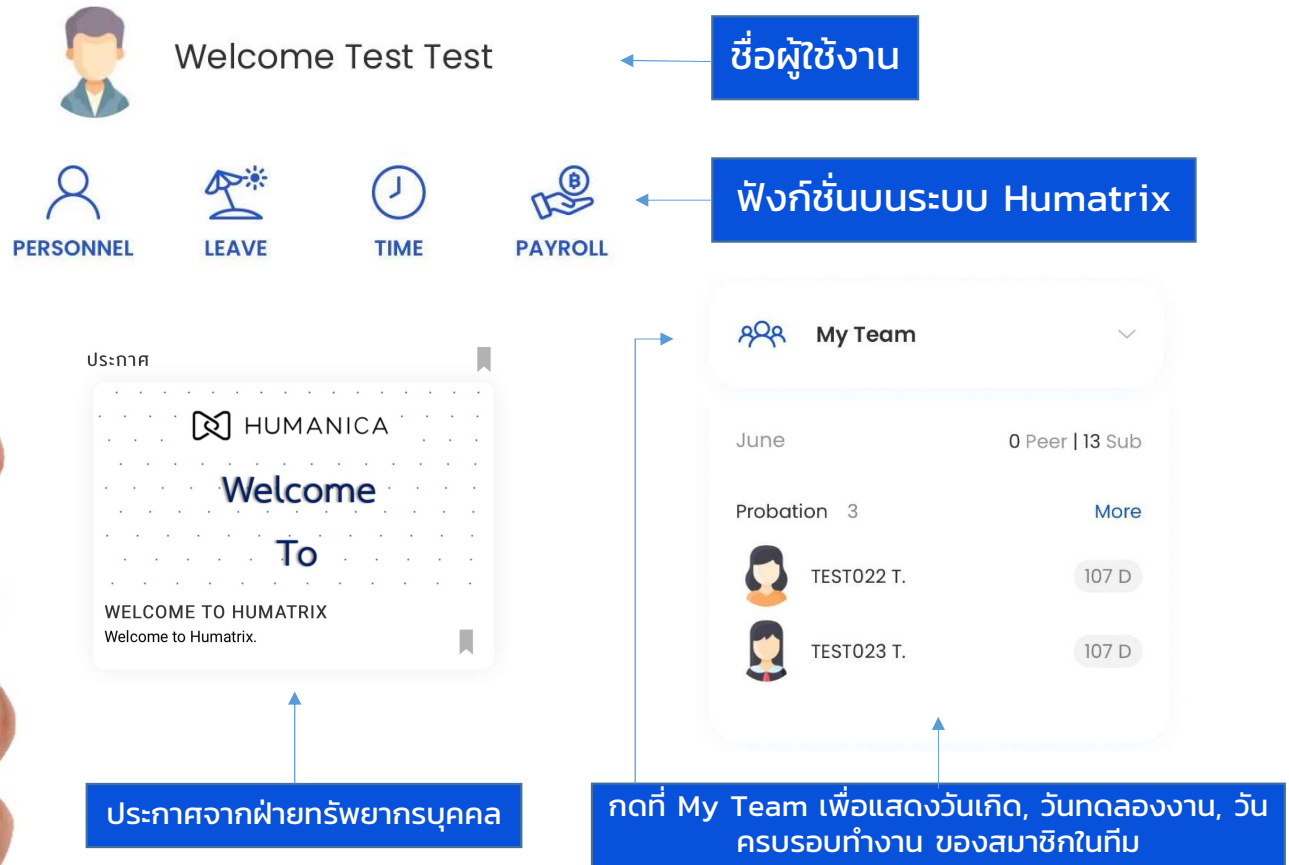 Welcome Test Test
ชื่อผู้ใช้งาน
PERSONNEL
LEAVE
TIME
PAYROLL
ฟังก์ชั่นบนระบบ Humatrix
ประกาศ
HUMANICA
Welcome
To
WELCOME TO HUMATRIX
Welcome to Humatrix.
ประกาศจากฝ่ายทรัพยากรบุคคล
My Team
June
0 Peer | 13 Sub
Probation 3
More
TEST022 T.
107 D
TEST023 T.
107 D
กดที่ My Team เพื่อแสดงวันเกิด, วันทดลองงาน, วัน
ครบรอบทำงาน ของสมาชิกในทีม